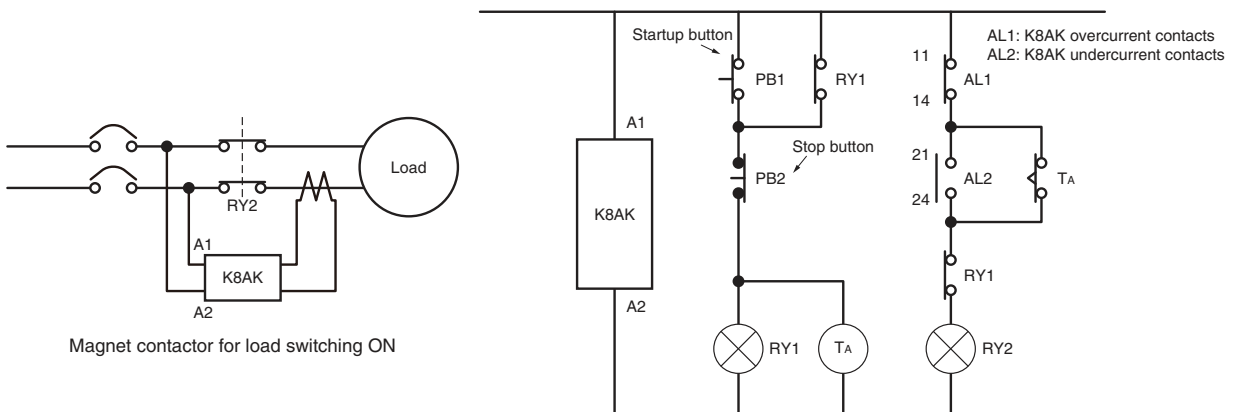 Startup button
AL1: K8AK overcurrent contacts
AL2: K8AK undercurrent contacts
11
PB1
RY1
AL1
14
A1
Load
Stop button
21
PB2
AL2
TA
24
RY2
K8AK
A1
K8AK
RY1
A2
A2
Magnet contactor for load switching ON
RY1
TA
RY2